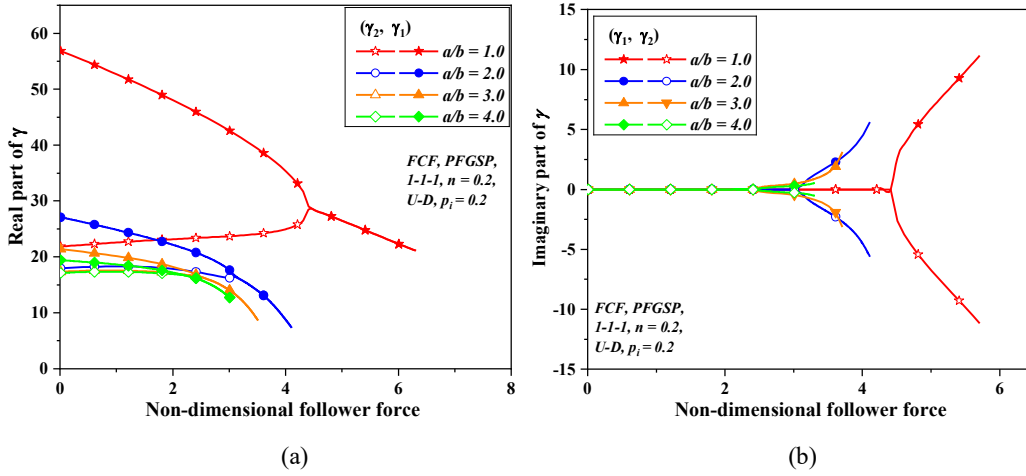 (γ₂, γ₁)
a/b = 1.0
a/b = 2.0
a/b = 3.0
a/b = 4.0
FCF, PFGSP,
1-1-1, n = 0.2,
U-D, pᵢ = 0.2
Real part of γ
60
50
40
30
20
10
0
0 2 4 6 8
Non-dimensional follower force
(a)
(γ₁, γ₂)
a/b = 1.0
a/b = 2.0
a/b = 3.0
a/b = 4.0
FCF, PFGSP,
1-1-1, n = 0.2,
U-D, pᵢ = 0.2
Imaginary part of γ
15
10
5
0
-5
-10
-15
0 2 4 6
Non-dimensional follower force
(b)